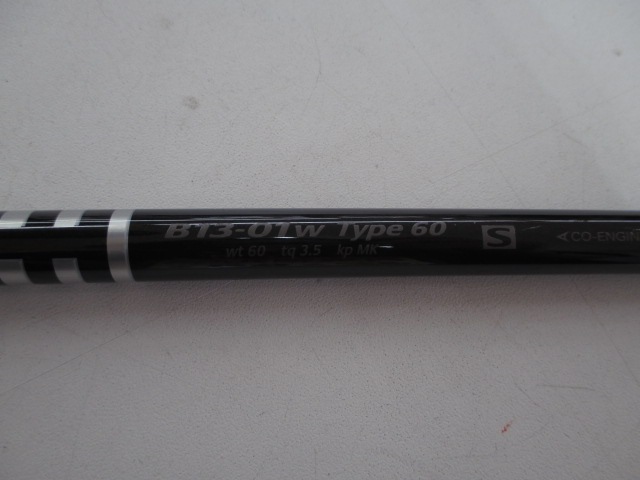 BT3-01w Type 60
wt 60 tq 3.5 kp MK
S
CO-ENGIN